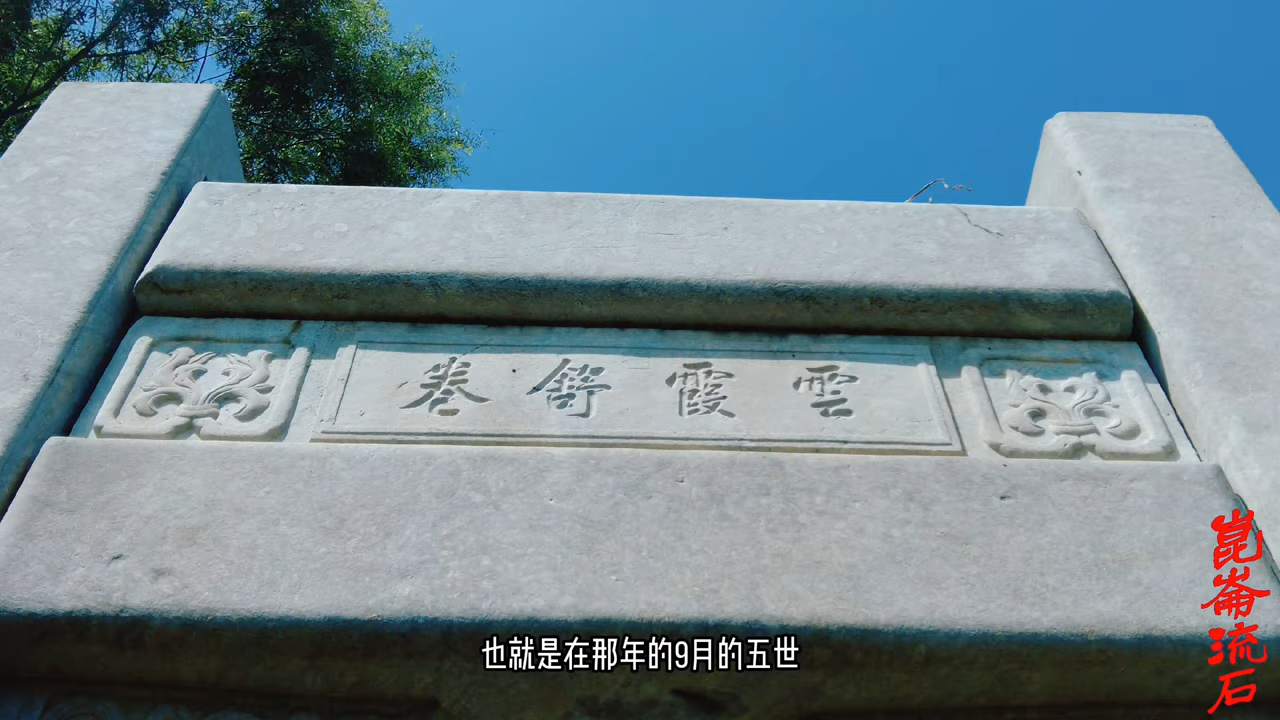 雲霞舒卷
也就是在那年的9月的五世
崑崙流石